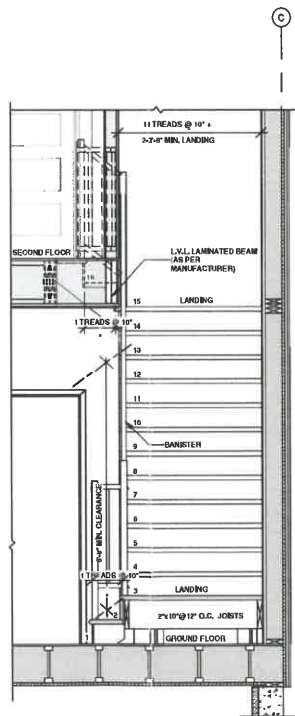 C
11 TREADS @ 10" +
2-3'-8" MIN. LANDING
SECOND FLOOR
L.V.L. LAMINATED BEAM
(AS PER
MANUFACTURER)
16
15
LANDING
1 TREADS @ 10"
14
13
12
11
10
BANISTER
9
8
7
6
5
4
6'-8" MIN. CLEARANCE
1 TREADS @ 10"
3
LANDING
2
2"x10"@12" O.C. JOISTS
1
GROUND FLOOR